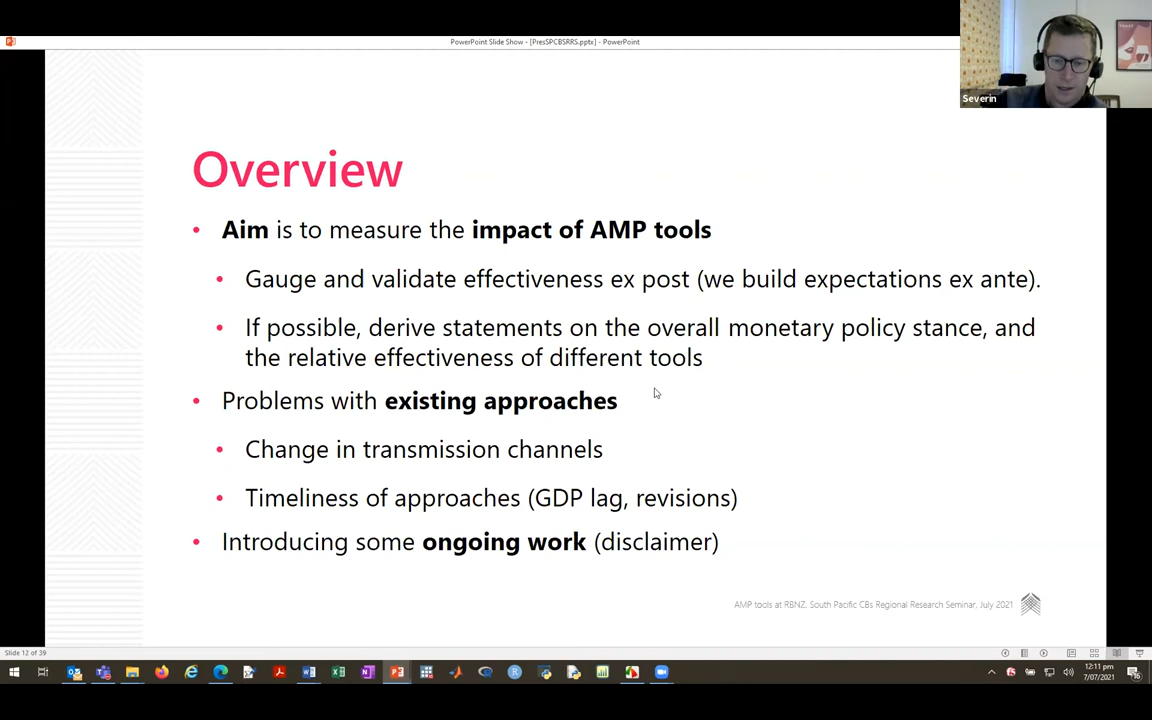 PowerPoint Slide Show - [PresSPCBSRRS.pptx] - PowerPoint
Severin
Overview
• Aim is to measure the impact of AMP tools
• Gauge and validate effectiveness ex post (we build expectations ex ante).
• If possible, derive statements on the overall monetary policy stance, and
the relative effectiveness of different tools
• Problems with existing approaches
• Change in transmission channels
• Timeliness of approaches (GDP lag, revisions)
• Introducing some ongoing work (disclaimer)
AMP tools at RBNZ. South Pacific CBs Regional Research Seminar, July 2021
Slide 12 of 39
12:11 pm
7/07/2021